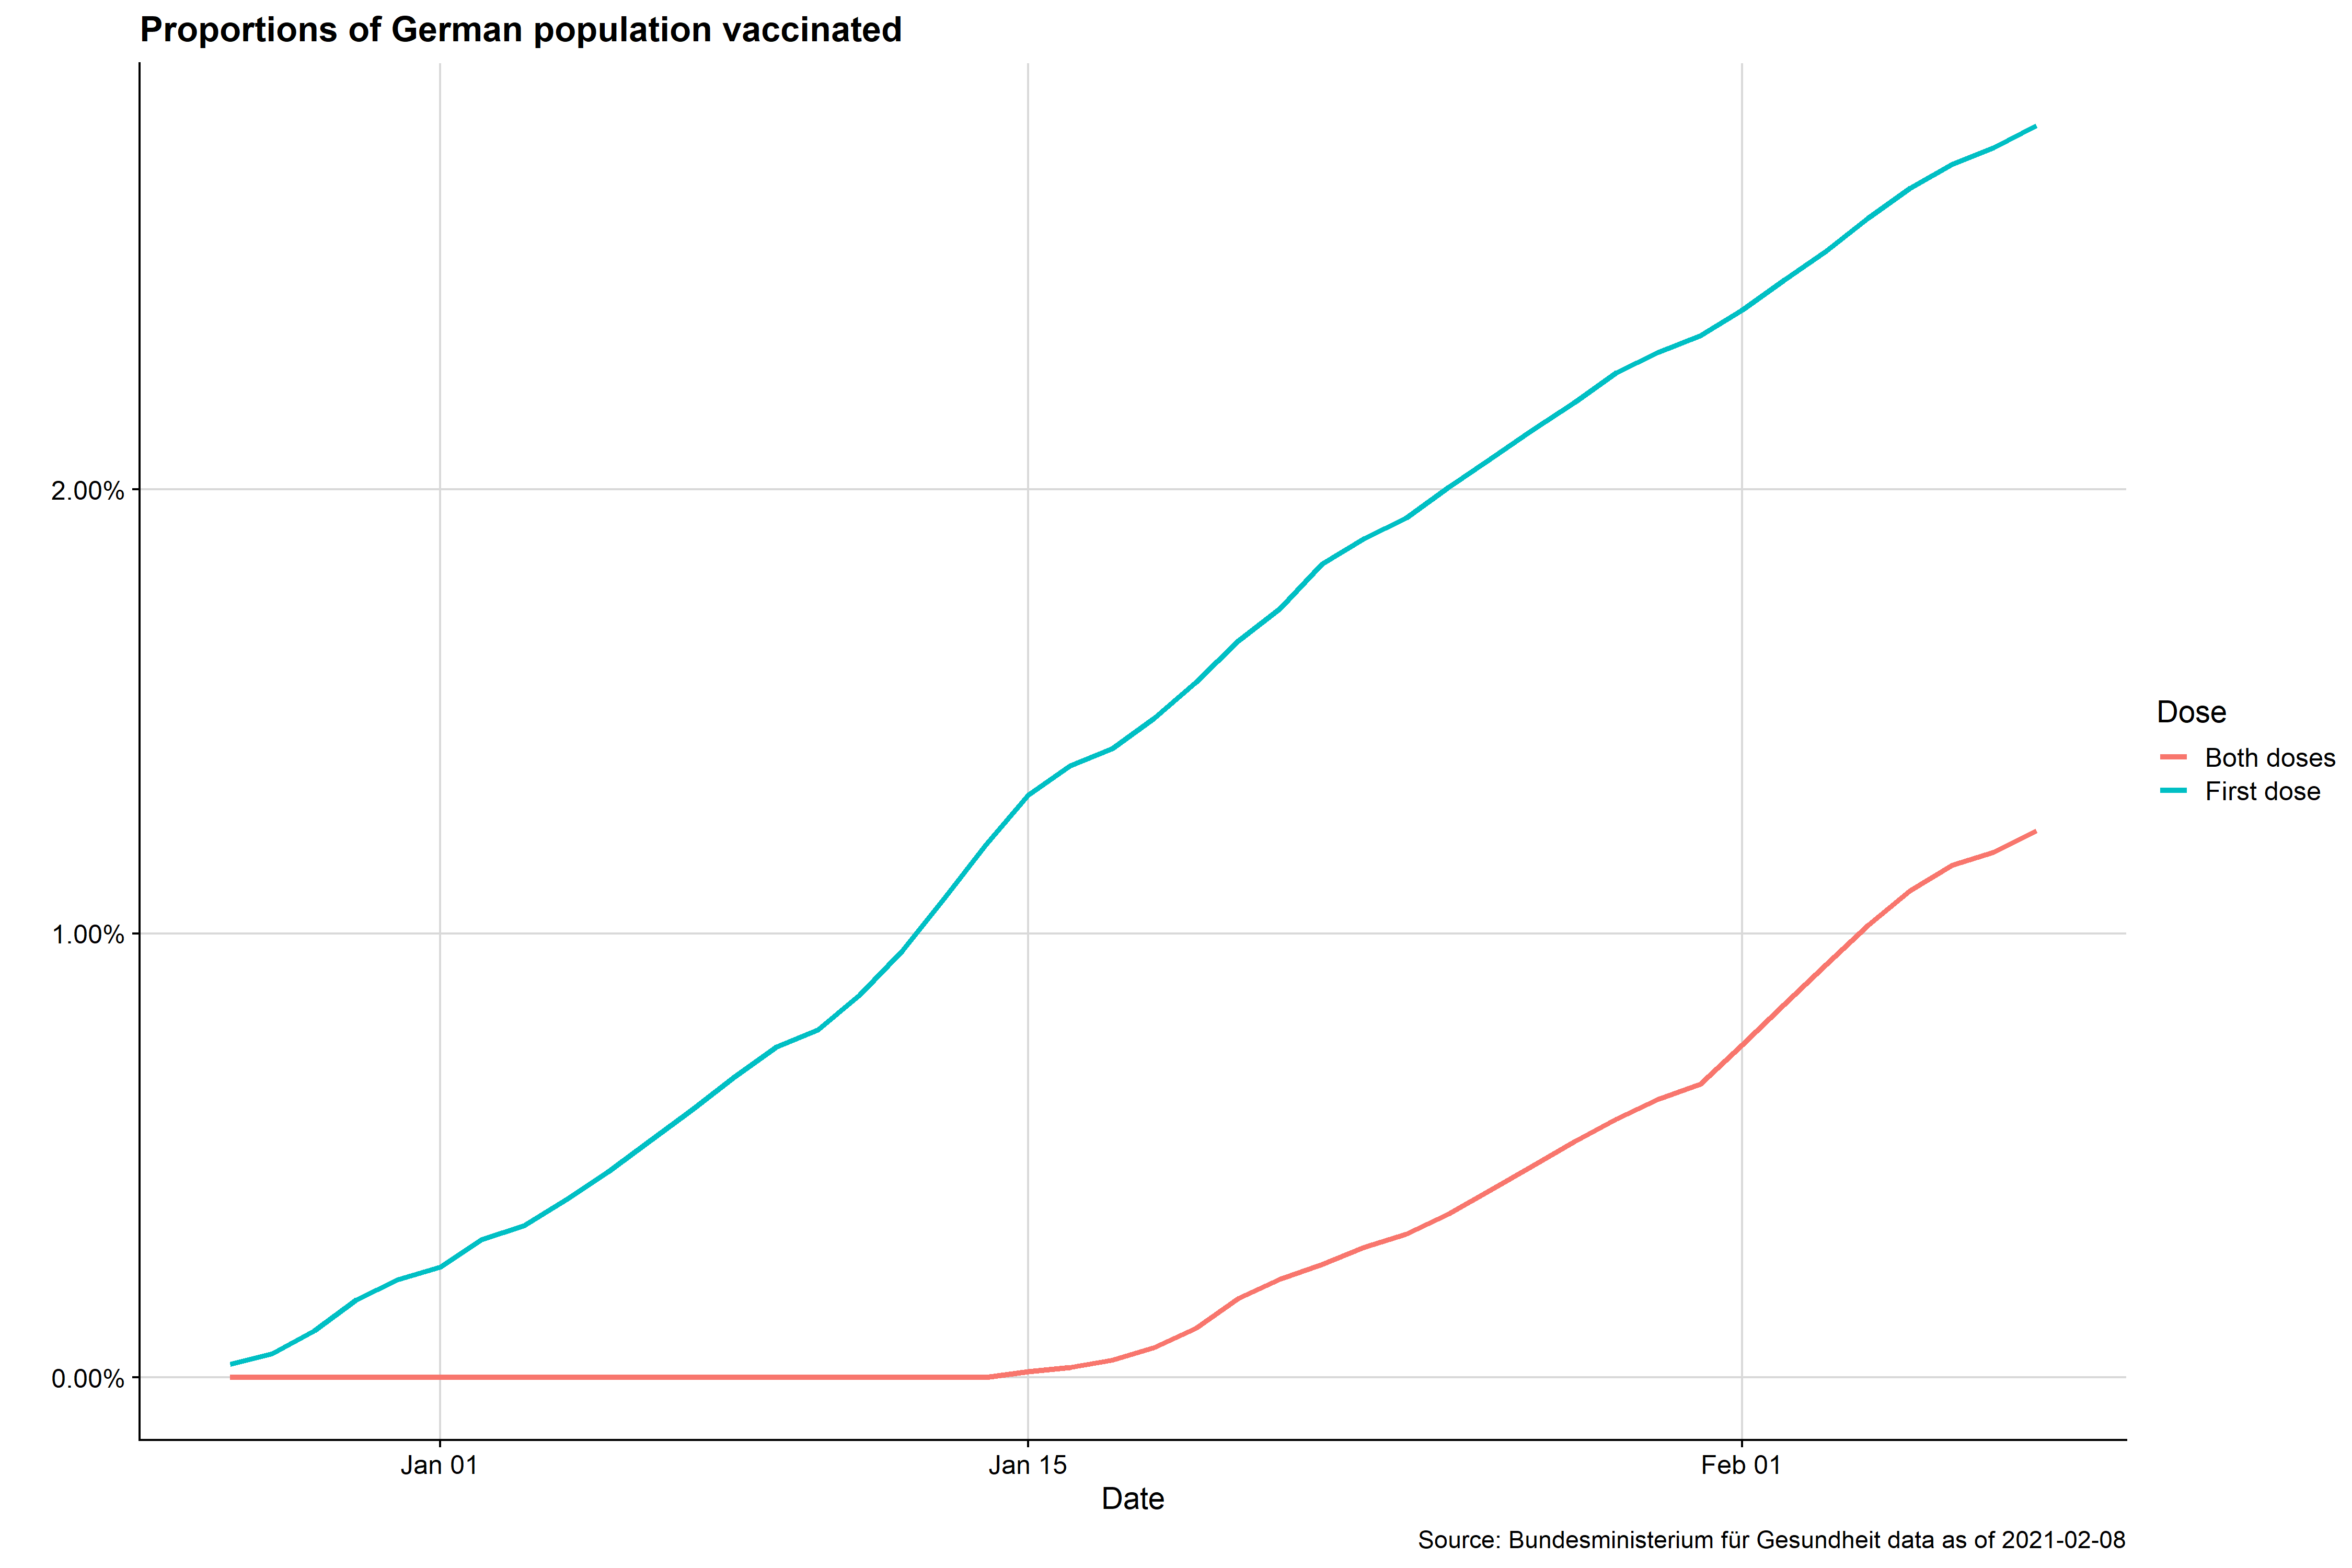 Proportions of German population vaccinated
2.00%
1.00%
0.00%
Jan 01
Jan 15
Feb 01
Date
Dose
Both doses
First dose
Source: Bundesministerium für Gesundheit data as of 2021-02-08